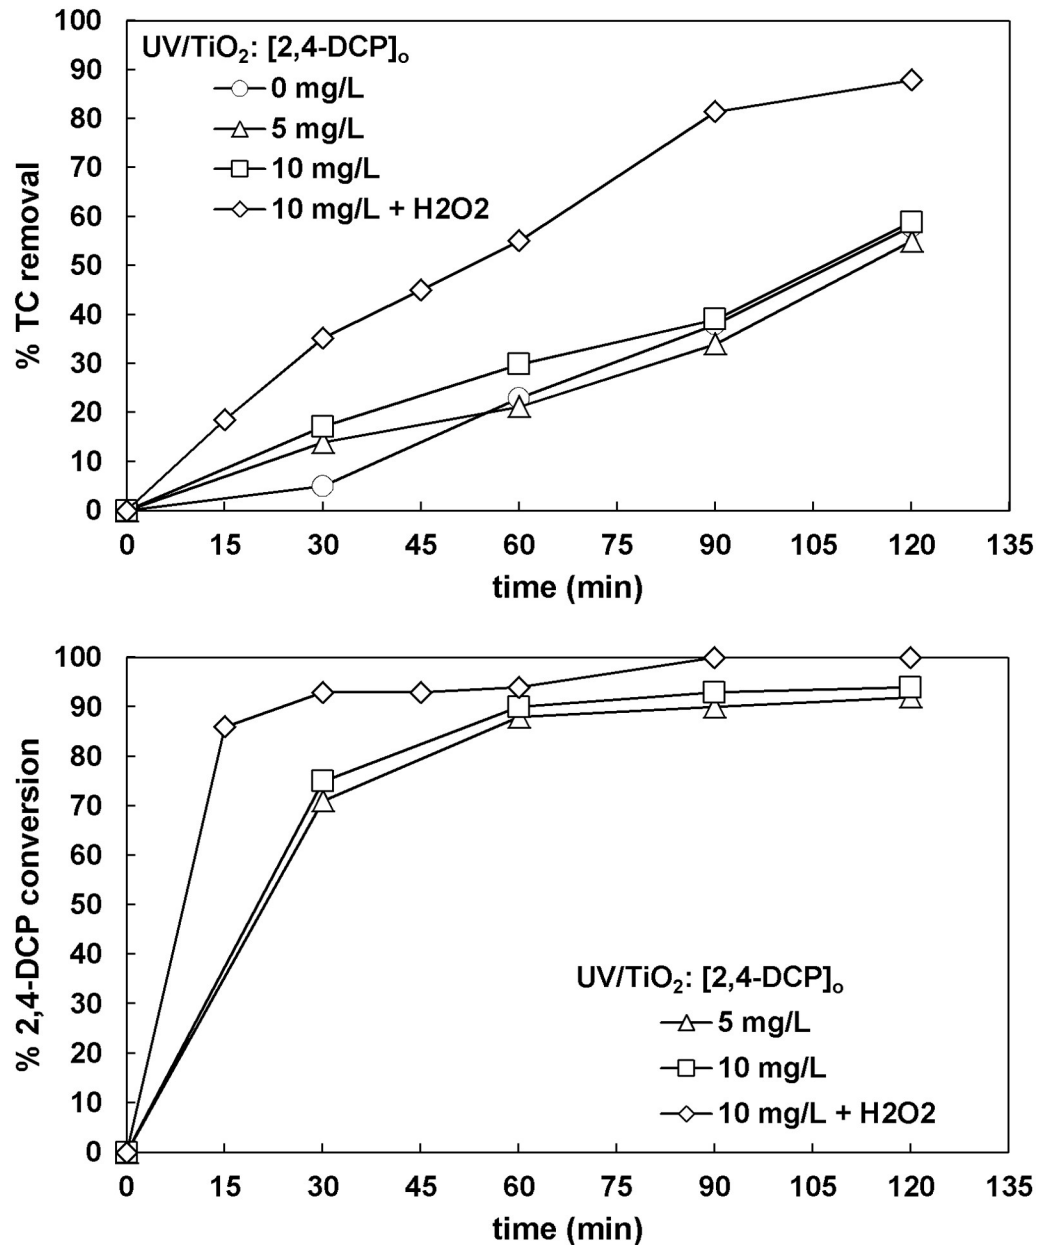 100
90
80
70
60
50
40
30
20
10
0
% TC removal
UV/TiO₂: [2,4-DCP]ₒ
0 mg/L
5 mg/L
10 mg/L
10 mg/L + H2O2
0 15 30 45 60 75 90 105 120 135
time (min)
100
90
80
70
60
50
40
30
20
10
0
% 2,4-DCP conversion
UV/TiO₂: [2,4-DCP]ₒ
5 mg/L
10 mg/L
10 mg/L + H2O2
0 15 30 45 60 75 90 105 120 135
time (min)